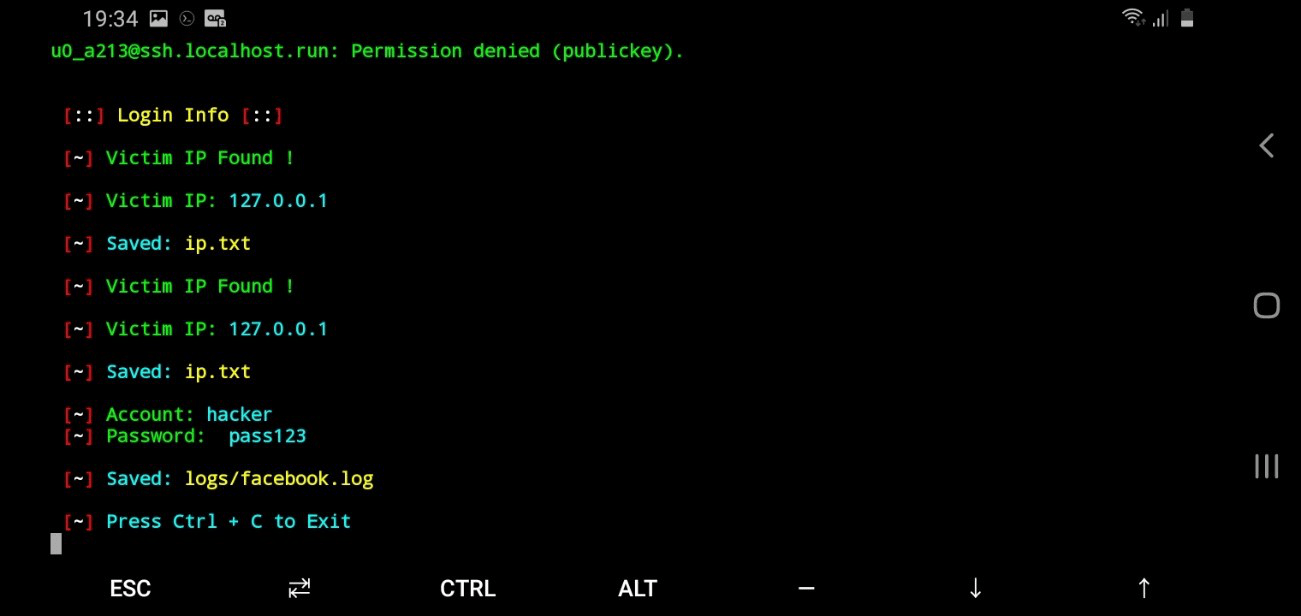 19:34
u0_a213@ssh.localhost.run: Permission denied (publickey).
[::] Login Info [::]
[~] Victim IP Found !
[~] Victim IP: 127.0.0.1
[~] Saved: ip.txt
[~] Victim IP Found !
[~] Victim IP: 127.0.0.1
[~] Saved: ip.txt
[~] Account: hacker
[~] Password:  pass123
[~] Saved: logs/facebook.log
[~] Press Ctrl + C to Exit
ESC ⇄ CTRL ALT — ↓ ↑